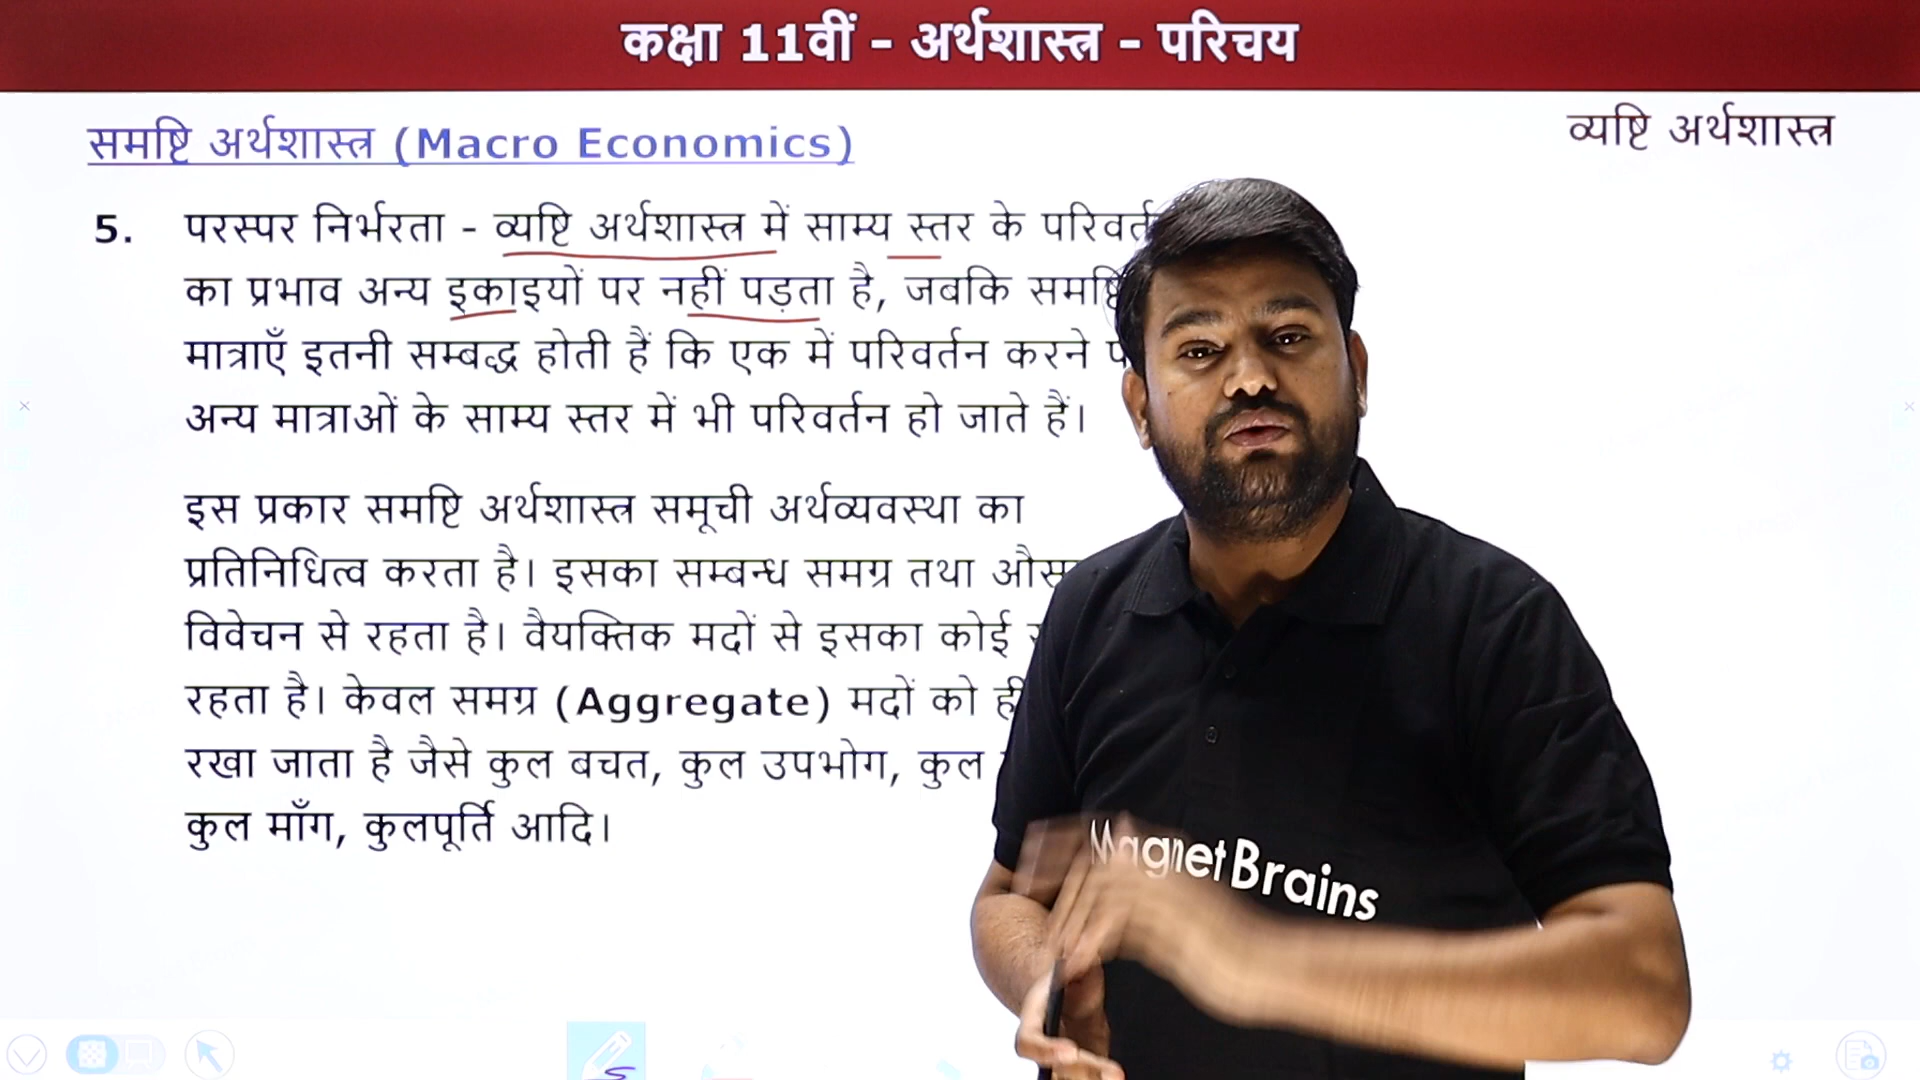 कक्षा 11वीं - अर्थशास्त्र - परिचय
समष्टि अर्थशास्त्र (Macro Economics)
व्यष्टि अर्थशास्त्र
5. परस्पर निर्भरता - व्यष्टि अर्थशास्त्र में साम्य स्तर के
का प्रभाव अन्य इकाइयों पर नहीं पड़ता है, जबकि
मात्राएँ इतनी सम्बद्ध होती हैं कि एक में परिवर्तन करने
अन्य मात्राओं के साम्य स्तर में भी परिवर्तन हो जाते हैं।
इस प्रकार समष्टि अर्थशास्त्र समूची अर्थव्यवस्था का
प्रतिनिधित्व करता है। इसका सम्बन्ध समग्र तथा
विवेचन से रहता है। वैयक्तिक मदों से इसका कोई
रहता है। केवल समग्र (Aggregate) मदों को ही
रखा जाता है जैसे कुल बचत, कुल उपभोग, कुल
कुल माँग, कुलपूर्ति आदि।
Magnet Brains